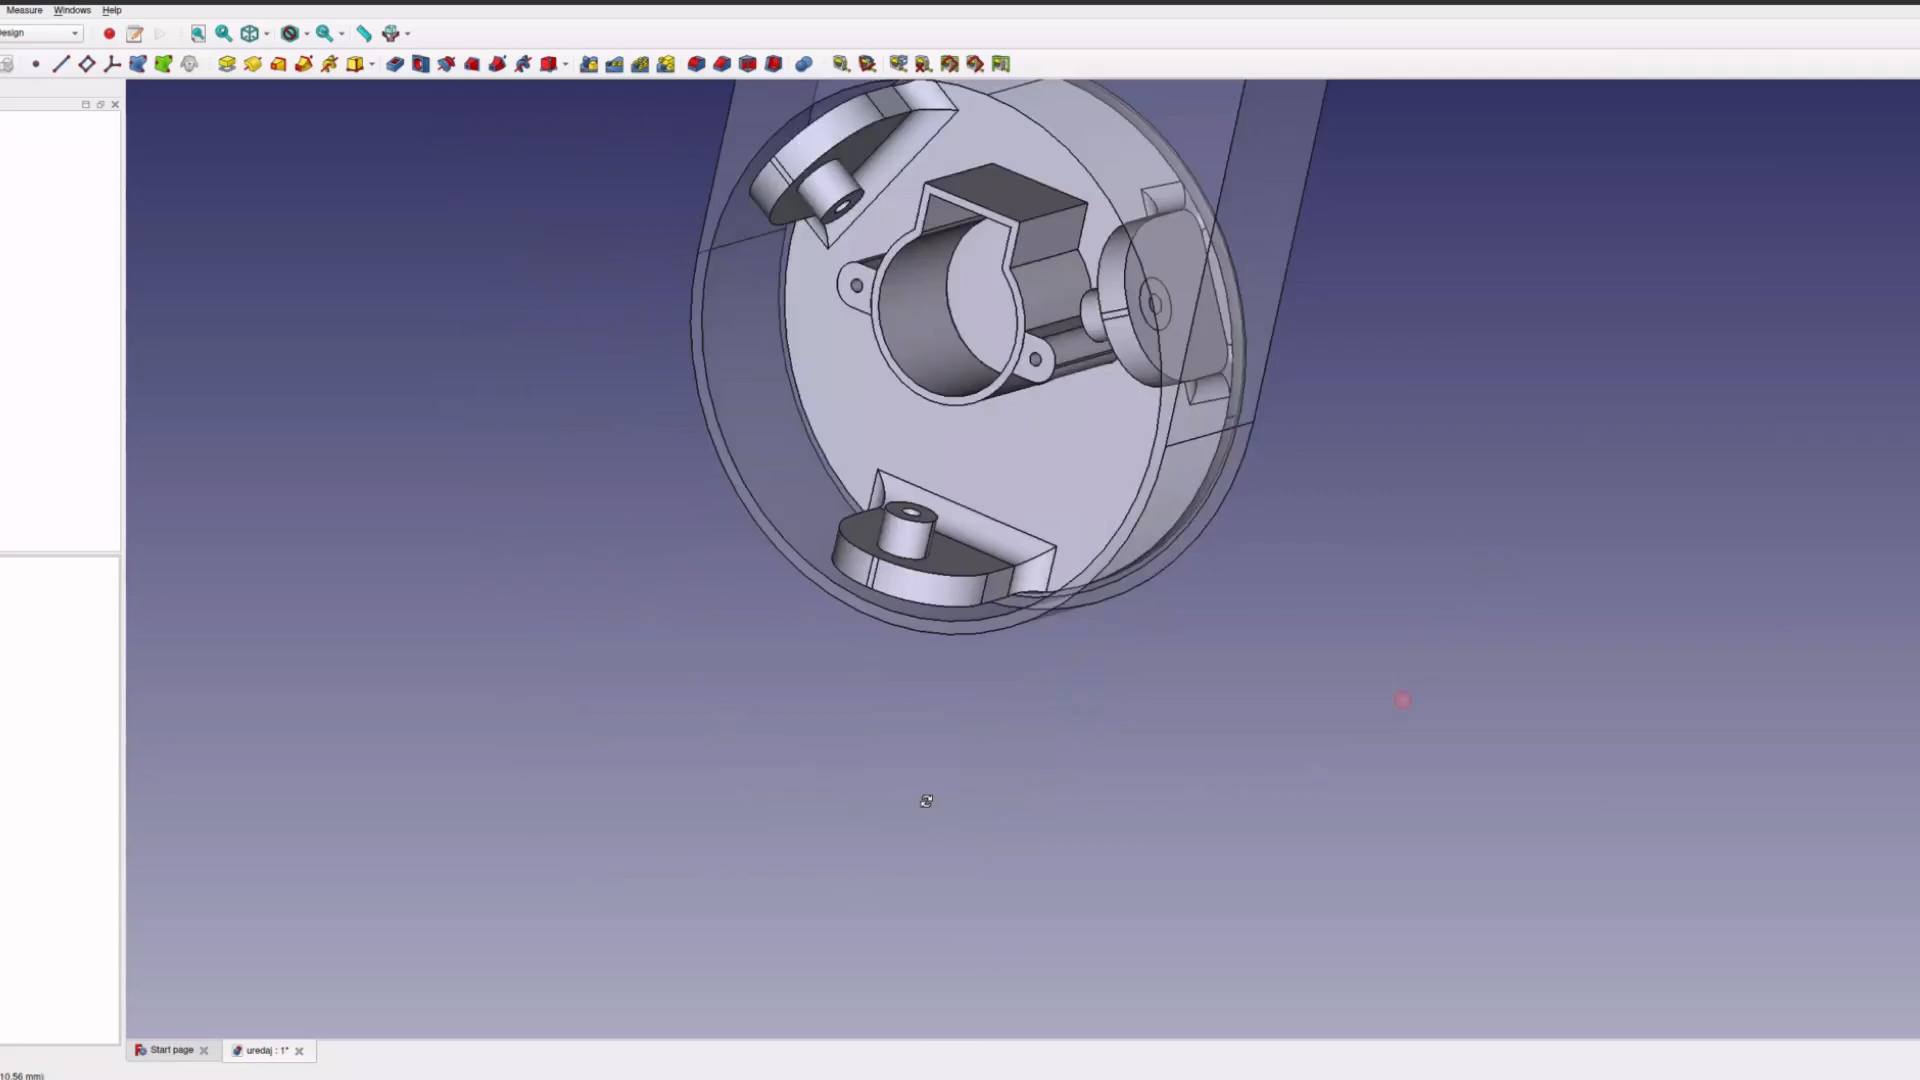 Measure Windows Help
esign
Start page
uredaj : 1*
10.56 mm)